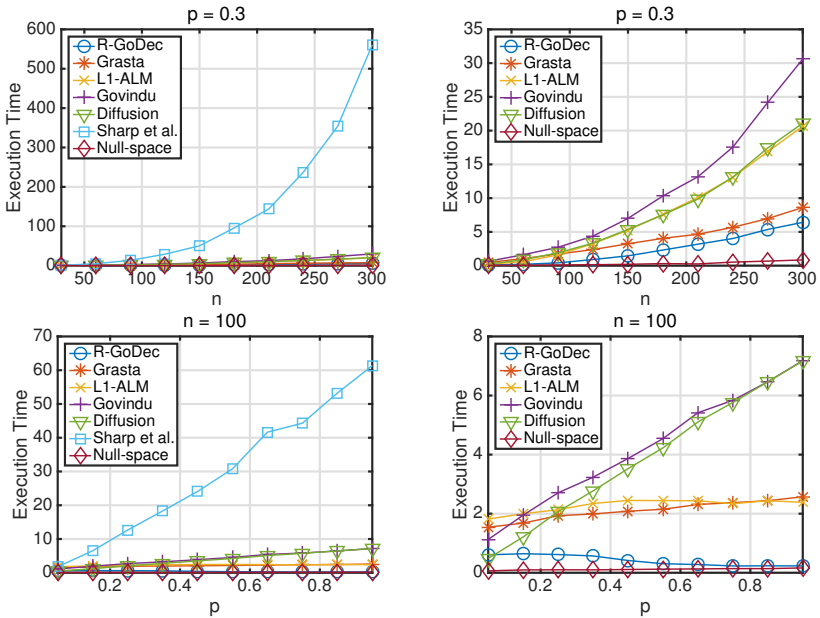 p = 0.3
600
500
400
300
200
100
0
Execution Time
R-GoDec
Grasta
L1-ALM
Govindu
Diffusion
Sharp et al.
Null-space
50 100 150 200 250 300
n
p = 0.3
35
30
25
20
15
10
5
0
Execution Time
R-GoDec
Grasta
L1-ALM
Govindu
Diffusion
Null-space
50 100 150 200 250 300
n
n = 100
70
60
50
40
30
20
10
0
Execution Time
R-GoDec
Grasta
L1-ALM
Govindu
Diffusion
Sharp et al.
Null-space
0.2 0.4 0.6 0.8
p
n = 100
8
6
4
2
0
Execution Time
R-GoDec
Grasta
L1-ALM
Govindu
Diffusion
Null-space
0.2 0.4 0.6 0.8
p